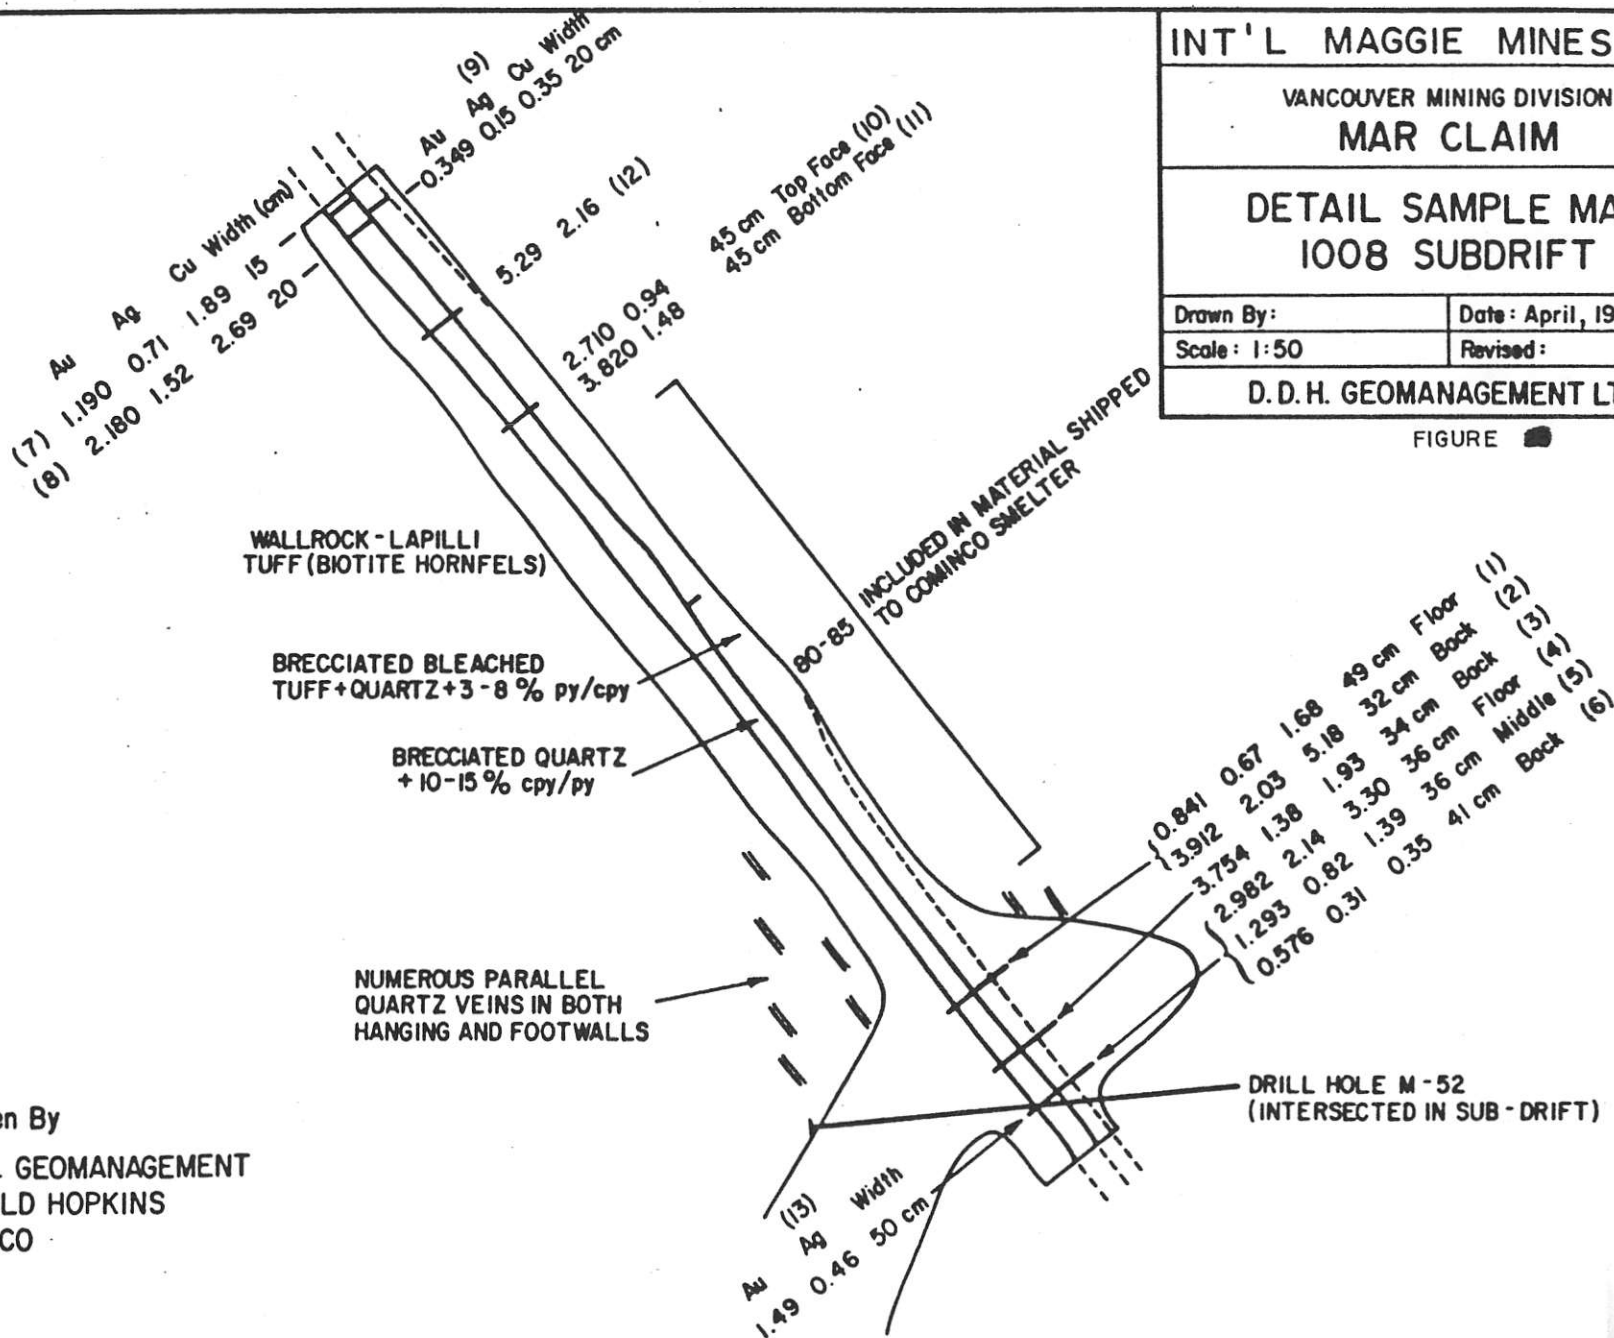 INT'L MAGGIE MINES
VANCOUVER MINING DIVISION
MAR CLAIM
DETAIL SAMPLE MA
1008 SUBDRIFT
Drawn By:
Date: April, 19
Scale: 1:50
Revised:
D.D.H. GEOMANAGEMENT LT
FIGURE
(9)
Au Ag Cu Width
0.349 0.15 0.35 20 cm
5.29 2.16 (12)
2.710 0.94 45 cm Top Face (10)
3.820 1.48 45 cm Bottom Face (11)
Au Ag Cu Width (cm)
(7) 1.190 0.71 1.89 15
(8) 2.180 1.52 2.69 20
80-85 INCLUDED IN MATERIAL SHIPPED
TO COMINCO SMELTER
WALLROCK - LAPILLI
TUFF (BIOTITE HORNFELS)
BRECCIATED BLEACHED
TUFF + QUARTZ + 3-8 % py/cpy
BRECCIATED QUARTZ
+ 10-15 % cpy/py
0.841 0.67 1.68 49 cm Floor (1)
3.912 2.03 5.18 32 cm Back (2)
3.754 1.38 1.93 34 cm Back (3)
2.982 2.14 3.30 36 cm Floor (4)
1.293 0.82 1.39 36 cm Middle (5)
0.576 0.31 0.35 41 cm Back (6)
NUMEROUS PARALLEL
QUARTZ VEINS IN BOTH
HANGING AND FOOTWALLS
DRILL HOLE M-52
(INTERSECTED IN SUB-DRIFT)
(13)
Au Ag Width
1.49 0.46 50 cm
en By
. GEOMANAGEMENT
LD HOPKINS
CO